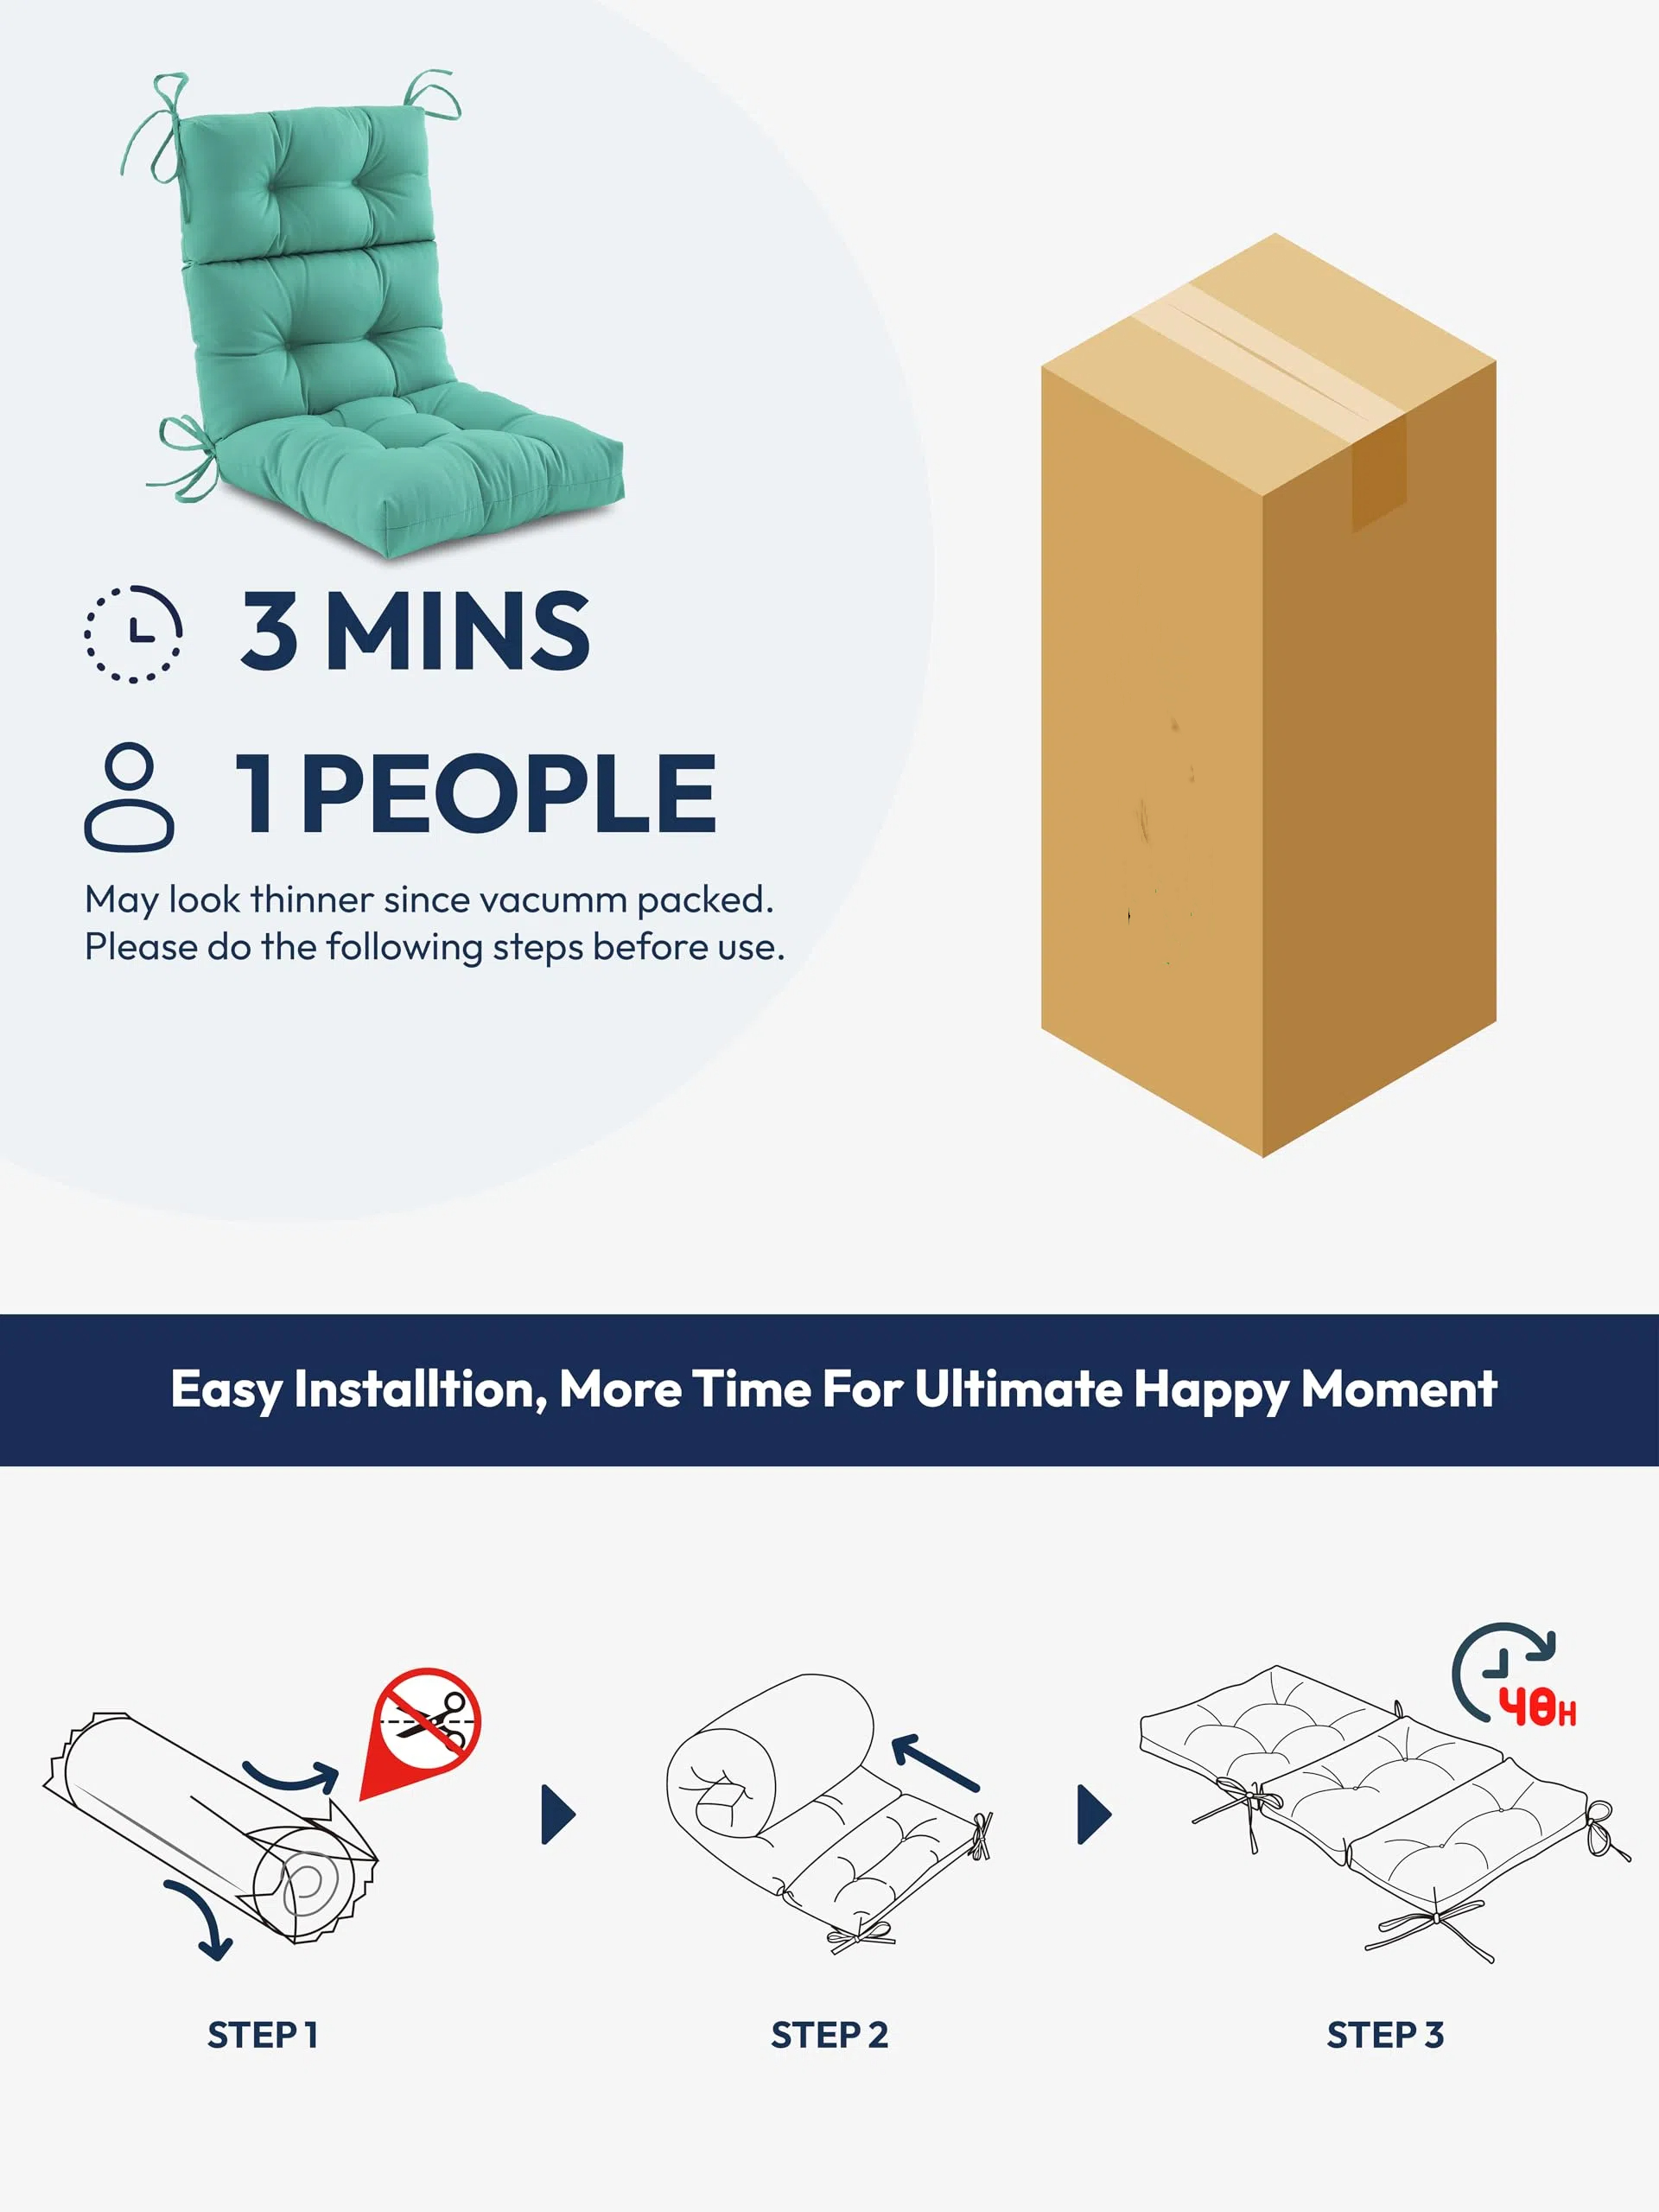 3 MINS
1 PEOPLE
May look thinner since vacumm packed.
Please do the following steps before use.
Easy Installtion, More Time For Ultimate Happy Moment
48H
STEP 1
STEP 2
STEP 3